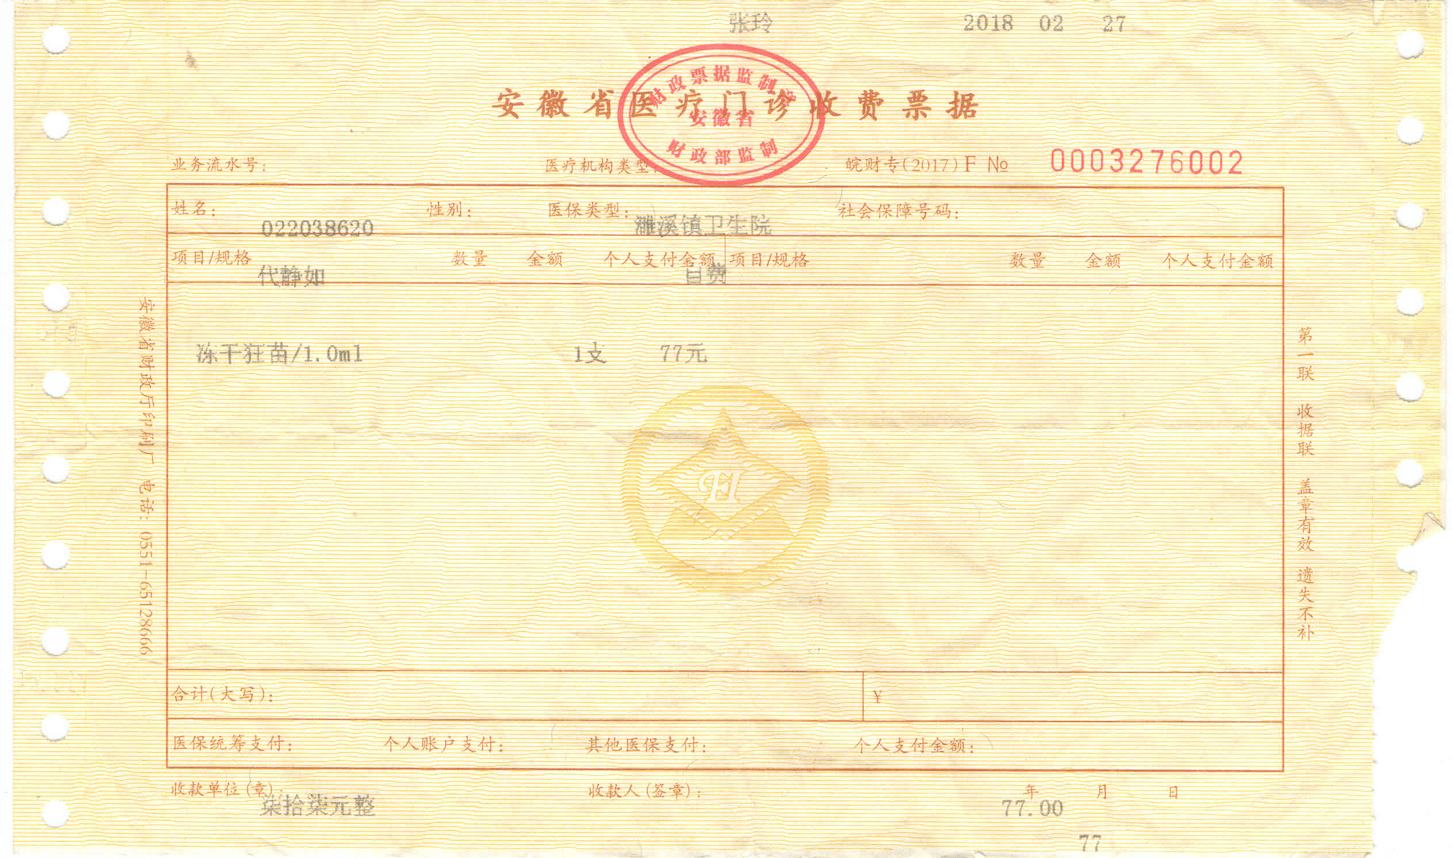 张玲 2018 02 27
安徽省医疗门诊收费票据
财政票据监制章
安徽省
财政部监制
业务流水号: 医疗机构类型: 皖财专(2017)F № 0003276002
姓名: 性别: 医保类型: 社会保障号码:
022038620 濉溪镇卫生院
项目/规格 数量 金额 个人支付金额 项目/规格 数量 金额 个人支付金额
代静如 自费
冻干狂苗/1.0ml 1支 77元
安徽省财政厅印刷厂 电话: 0551-65128666
第一联 收据联 盖章有效 遗失不补
合计(大写): ¥
医保统筹支付: 个人账户支付: 其他医保支付: 个人支付金额:
收款单位(章): 收款人(签章): 年 月 日
柒拾柒元整 77.00
77